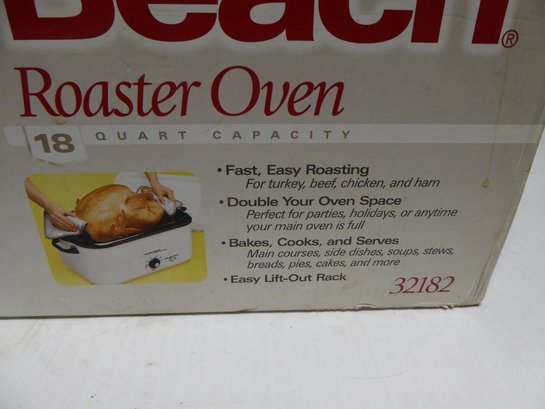 Beach®
Roaster Oven
18 QUART CAPACITY
• Fast, Easy Roasting
For turkey, beef, chicken, and ham
• Double Your Oven Space
Perfect for parties, holidays, or anytime
your main oven is full
• Bakes, Cooks, and Serves
Main courses, side dishes, soups, stews,
breads, pies, cakes, and more
• Easy Lift-Out Rack
32182